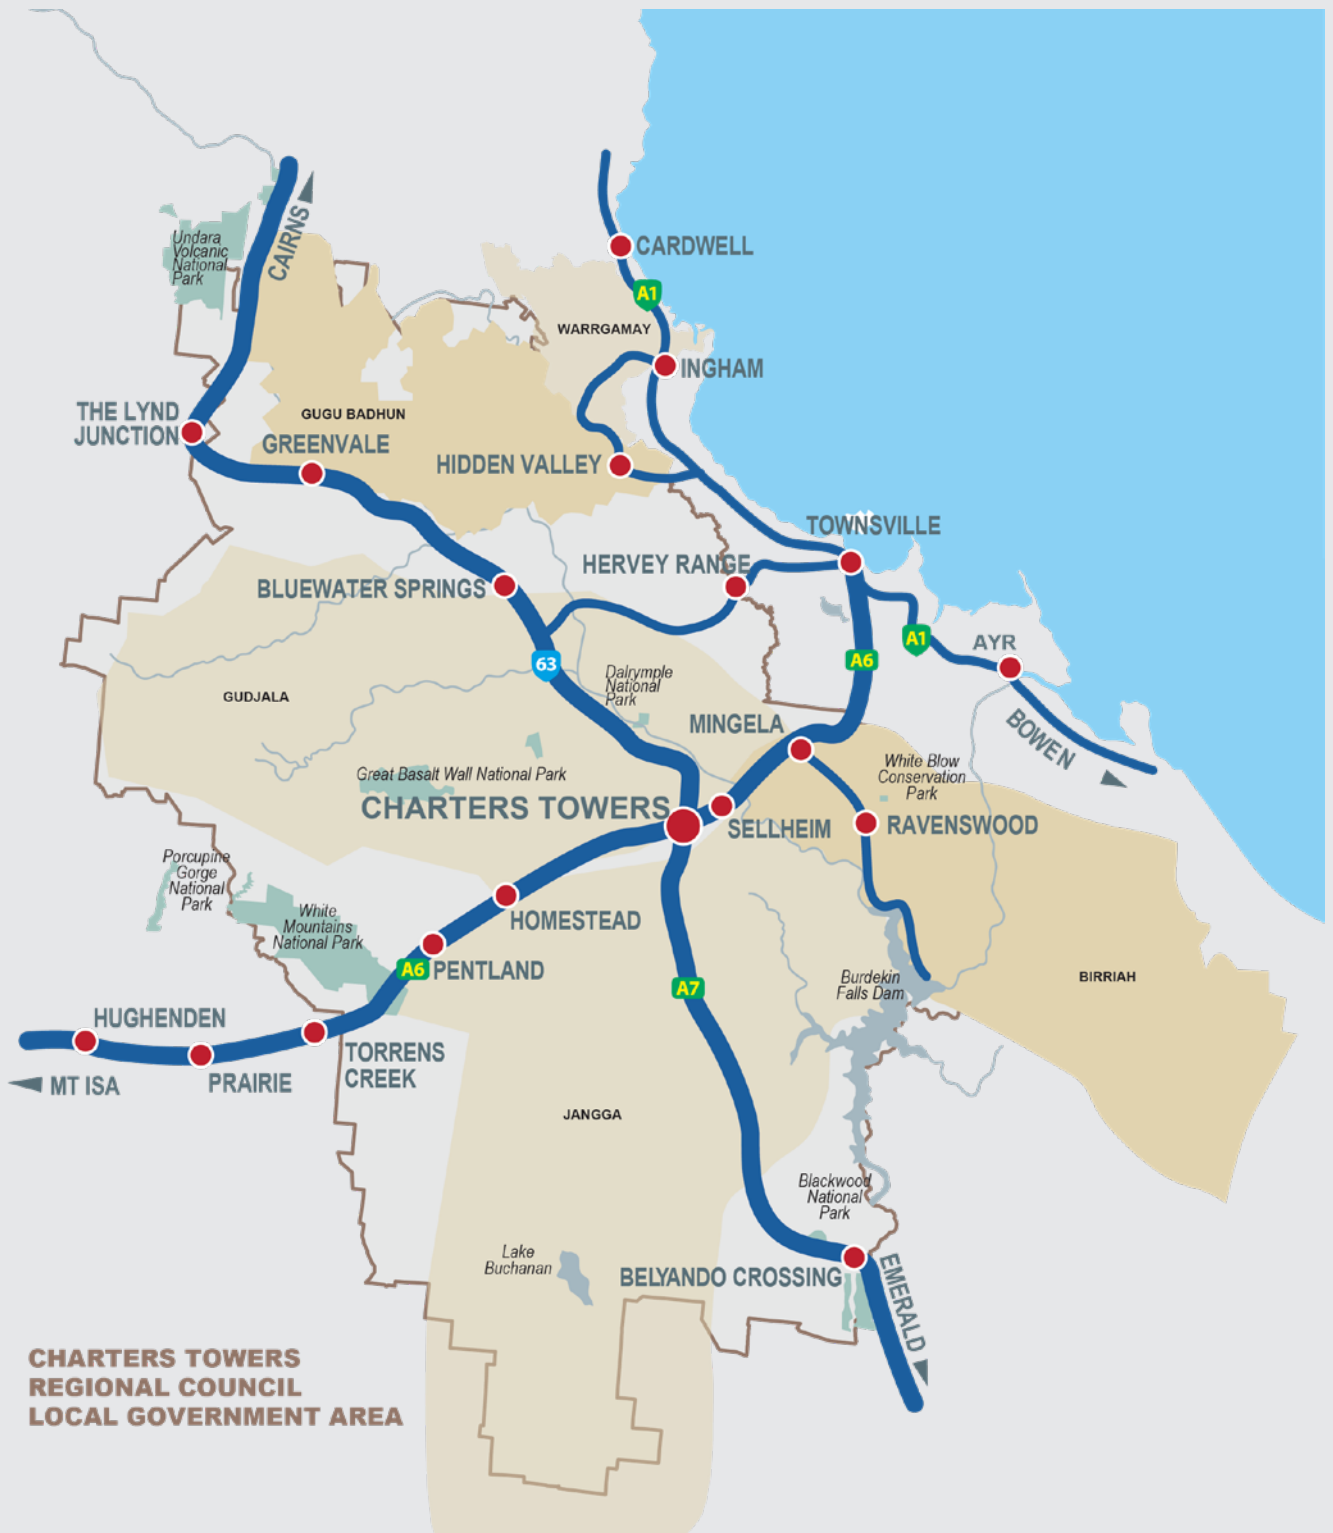 CARDWELL
CAIRNS
Undara
Volcanic
National
Park
A1
WARRGAMAY
INGHAM
THE LYND
JUNCTION
GUGU BADHUN
GREENVALE
HIDDEN VALLEY
TOWNSVILLE
HERVEY RANGE
BLUEWATER SPRINGS
A1
AYR
A6
63
Dalrymple
National
Park
GUDJALA
MINGELA
BOWEN
White Blow
Conservation
Park
Great Basalt Wall National Park
CHARTERS TOWERS
SELLHEIM
RAVENSWOOD
Porcupine
Gorge
National
Park
White
Mountains
National Park
HOMESTEAD
A6
PENTLAND
A7
Burdekin
Falls Dam
BIRRIAH
HUGHENDEN
TORRENS
CREEK
MT ISA
PRAIRIE
JANGGA
Blackwood
National
Park
Lake
Buchanan
BELYANDO CROSSING
EMERALD
CHARTERS TOWERS
REGIONAL COUNCIL
LOCAL GOVERNMENT AREA